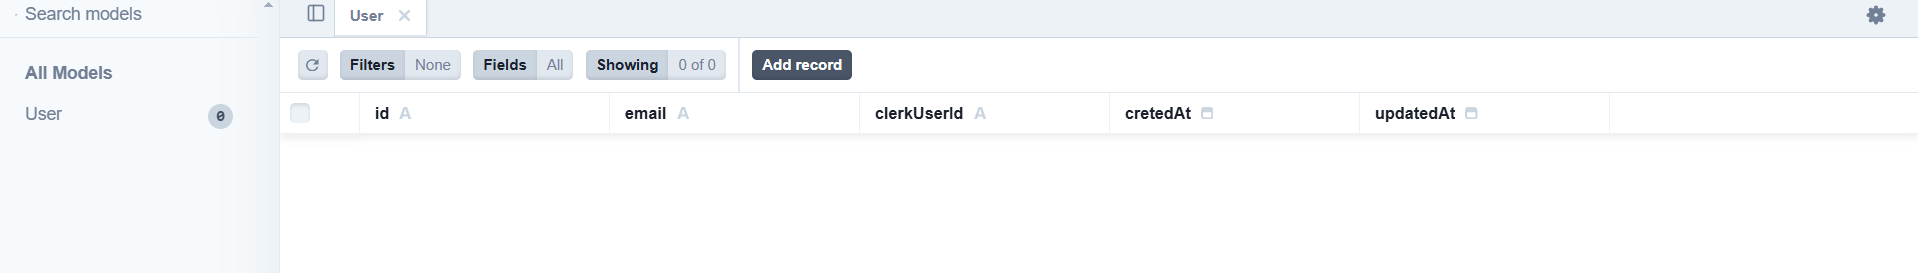 Search models
User
Filters None Fields All Showing 0 of 0 Add record
All Models
User 0
id A email A clerkUserId A cretedAt updatedAt